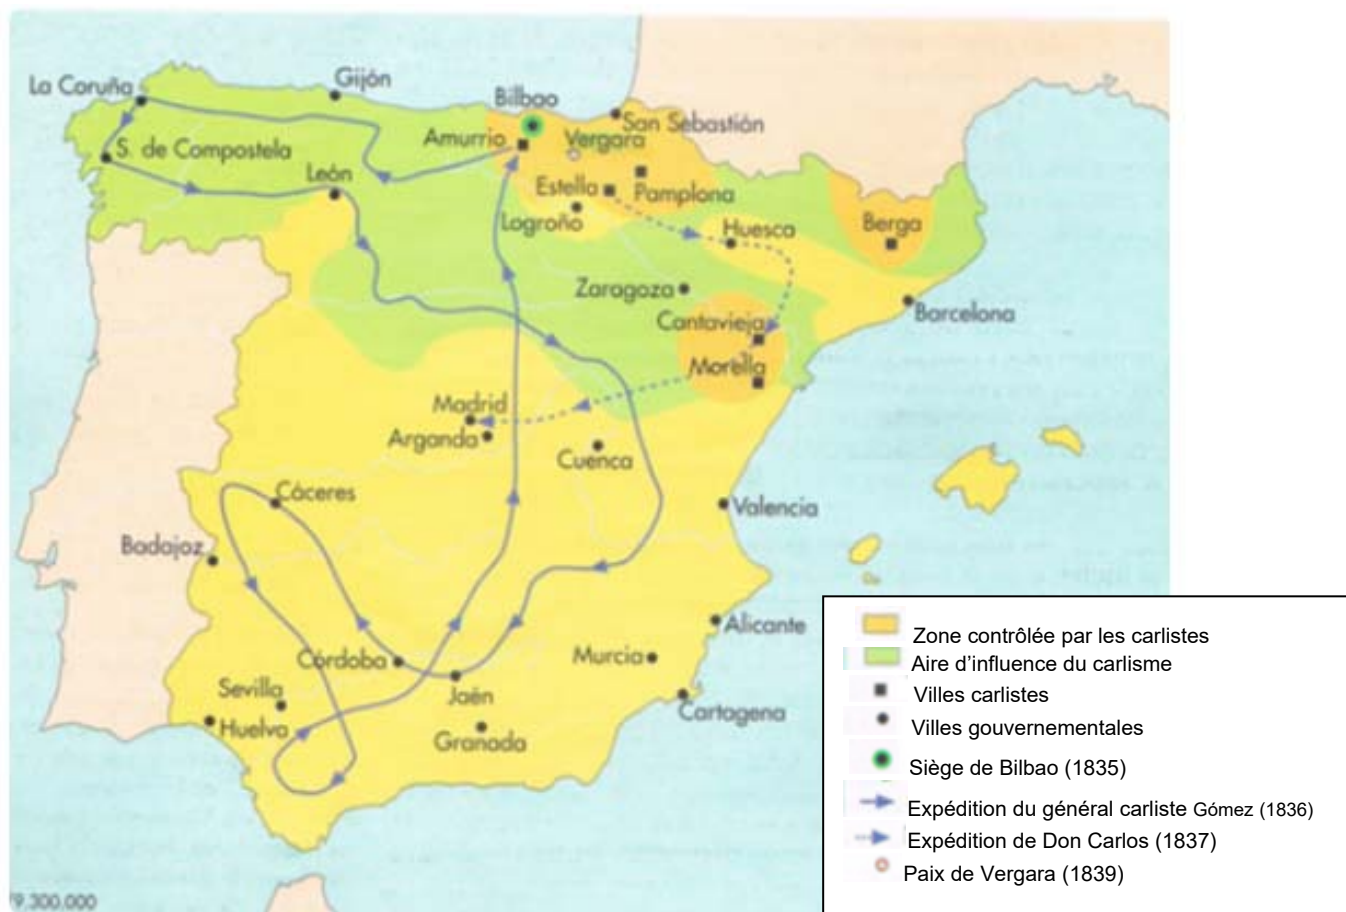 La Coruña
Gijón
Bilbao
San Sebastián
Amurrio
Vergara
S. de Compostela
León
Estella
Pamplona
Logroño
Huesca
Berga
Zaragoza
Cantavieja
Barcelona
Morella
Madrid
Arganda
Cuenca
Cáceres
Valencia
Badajoz
Alicante
Córdoba
Murcia
Sevilla
Jaén
Cartagena
Huelva
Granada
Zone contrôlée par les carlistes
Aire d’influence du carlisme
Villes carlistes
Villes gouvernementales
Siège de Bilbao (1835)
Expédition du général carliste Gómez (1836)
Expédition de Don Carlos (1837)
Paix de Vergara (1839)
9.300.000